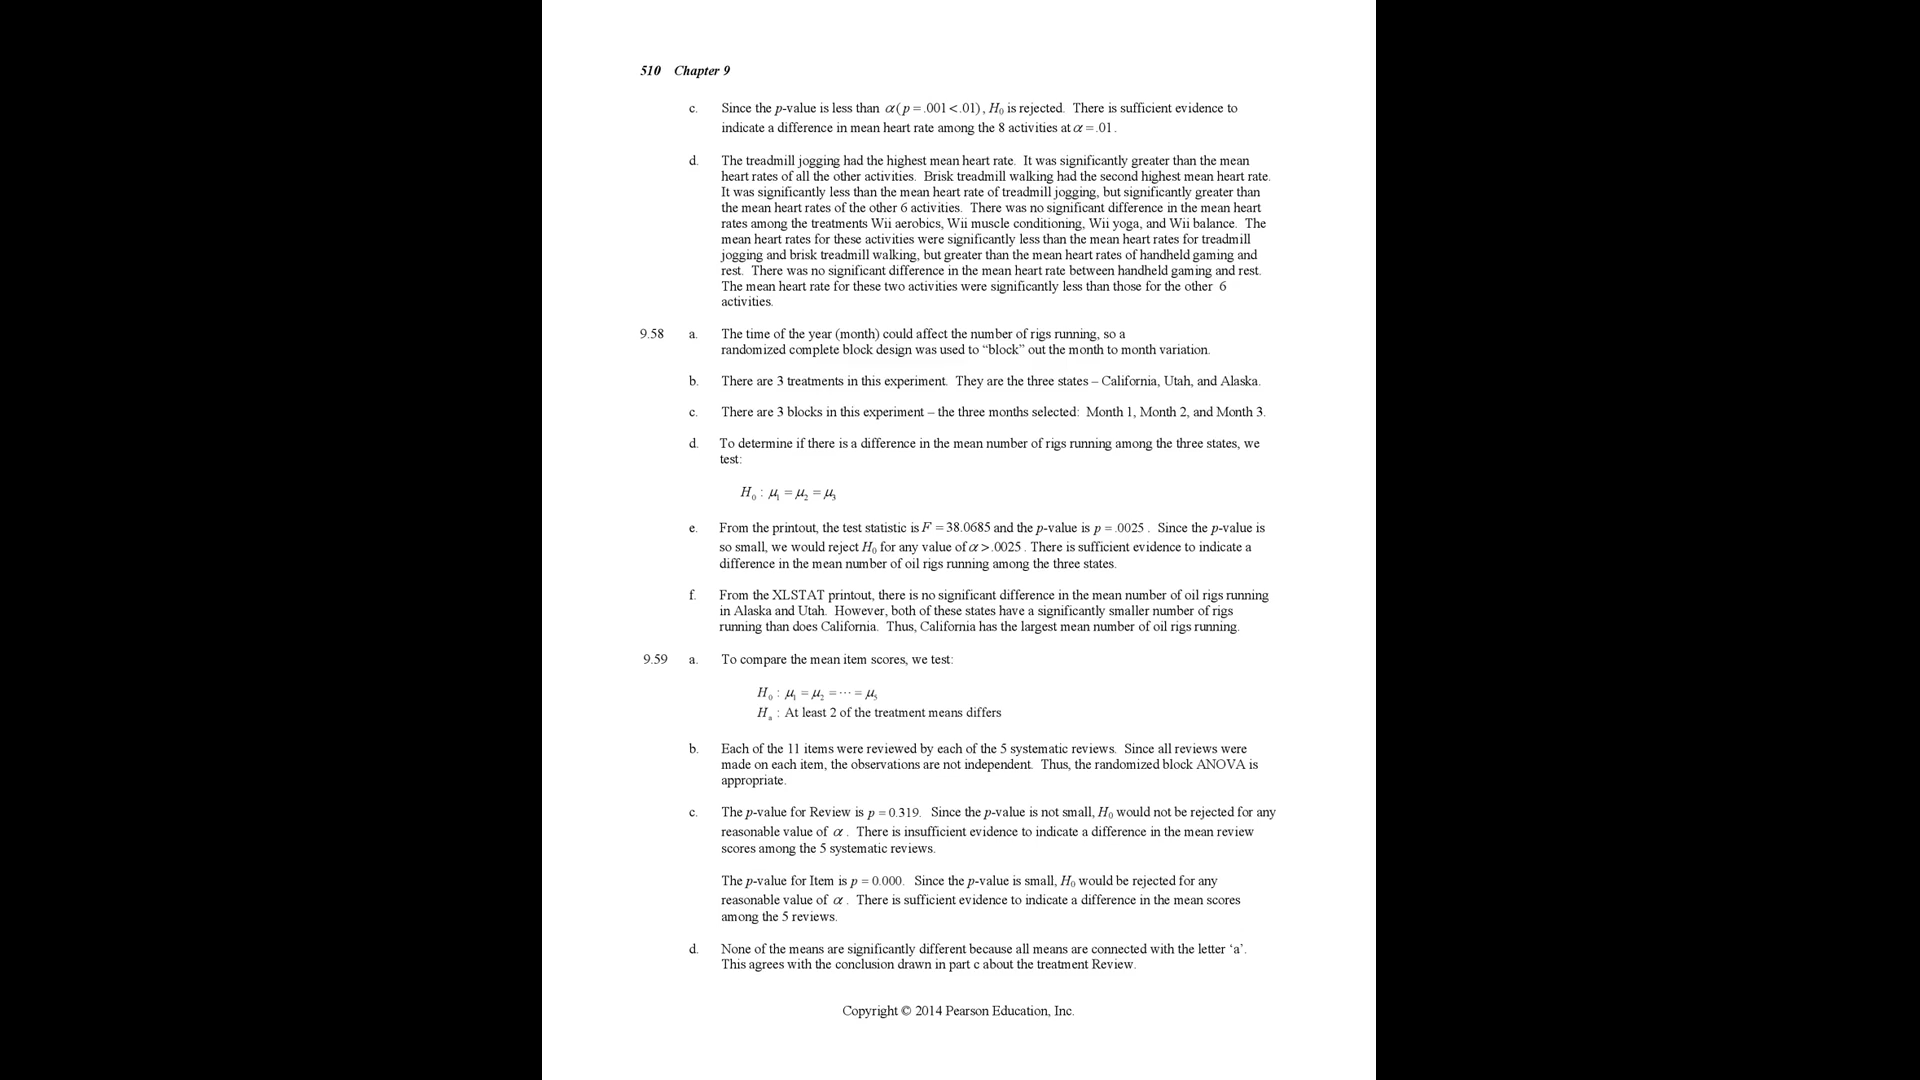 510 Chapter 9
c. Since the p-value is less than α(p = .001 < .01), H₀ is rejected. There is sufficient evidence to
indicate a difference in mean heart rate among the 8 activities at α = .01.
d. The treadmill jogging had the highest mean heart rate. It was significantly greater than the mean
heart rates of all the other activities. Brisk treadmill walking had the second highest mean heart rate.
It was significantly less than the mean heart rate of treadmill jogging, but significantly greater than
the mean heart rates of the other 6 activities. There was no significant difference in the mean heart
rates among the treatments Wii aerobics, Wii muscle conditioning, Wii yoga, and Wii balance. The
mean heart rates for these activities were significantly less than the mean heart rates for treadmill
jogging and brisk treadmill walking, but greater than the mean heart rates of handheld gaming and
rest. There was no significant difference in the mean heart rate between handheld gaming and rest.
The mean heart rate for these two activities were significantly less than those for the other 6
activities.
9.58 a. The time of the year (month) could affect the number of rigs running, so a
randomized complete block design was used to “block” out the month to month variation.
b. There are 3 treatments in this experiment. They are the three states – California, Utah, and Alaska.
c. There are 3 blocks in this experiment – the three months selected: Month 1, Month 2, and Month 3.
d. To determine if there is a difference in the mean number of rigs running among the three states, we
test:
H₀ : μ₁ = μ₂ = μ₃
e. From the printout, the test statistic is F = 38.0685 and the p-value is p = .0025 . Since the p-value is
so small, we would reject H₀ for any value of α > .0025 . There is sufficient evidence to indicate a
difference in the mean number of oil rigs running among the three states.
f. From the XLSTAT printout, there is no significant difference in the mean number of oil rigs running
in Alaska and Utah. However, both of these states have a significantly smaller number of rigs
running than does California. Thus, California has the largest mean number of oil rigs running.
9.59 a. To compare the mean item scores, we test:
H₀ : μ₁ = μ₂ = ··· = μ₅
Hₐ : At least 2 of the treatment means differs
b. Each of the 11 items were reviewed by each of the 5 systematic reviews. Since all reviews were
made on each item, the observations are not independent. Thus, the randomized block ANOVA is
appropriate.
c. The p-value for Review is p = 0.319. Since the p-value is not small, H₀ would not be rejected for any
reasonable value of α . There is insufficient evidence to indicate a difference in the mean review
scores among the 5 systematic reviews.
The p-value for Item is p = 0.000. Since the p-value is small, H₀ would be rejected for any
reasonable value of α . There is sufficient evidence to indicate a difference in the mean scores
among the 5 reviews.
d. None of the means are significantly different because all means are connected with the letter ‘a’.
This agrees with the conclusion drawn in part c about the treatment Review.
Copyright © 2014 Pearson Education, Inc.